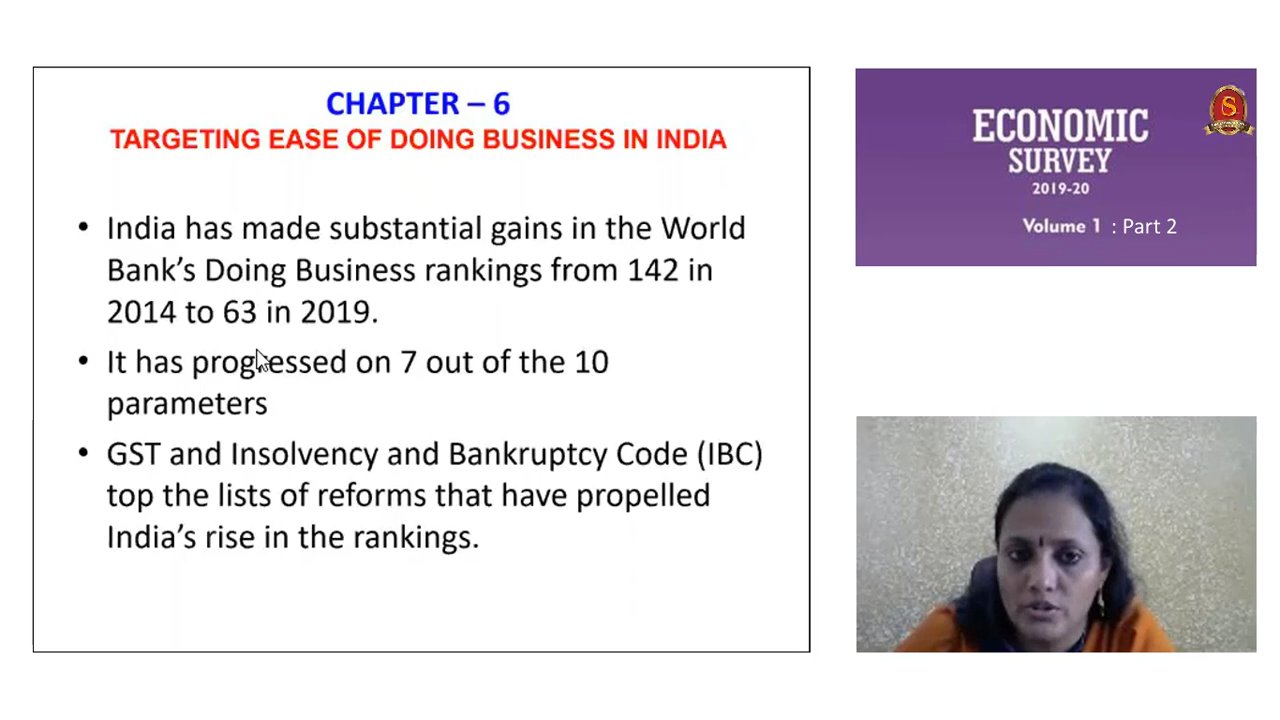 CHAPTER – 6
TARGETING EASE OF DOING BUSINESS IN INDIA
• India has made substantial gains in the World
Bank’s Doing Business rankings from 142 in
2014 to 63 in 2019.
• It has progressed on 7 out of the 10
parameters
• GST and Insolvency and Bankruptcy Code (IBC)
top the lists of reforms that have propelled
India’s rise in the rankings.
ECONOMIC
SURVEY
2019-20
Volume 1 : Part 2
S